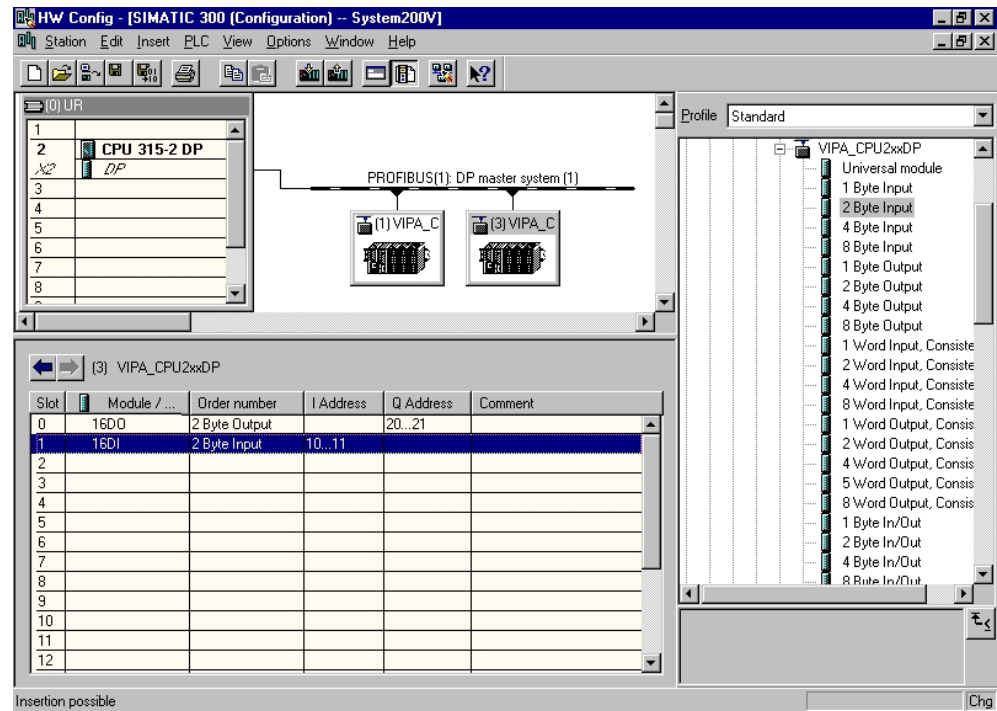 HW Config - [SIMATIC 300 (Configuration) -- System200V]
Station Edit Insert PLC View Options Window Help
(0) UR
1
2 CPU 315-2 DP
X2 DP
3
4
5
6
7
8
PROFIBUS(1): DP master system (1)
(1) VIPA_C
(3) VIPA_C
(3) VIPA_CPU2xxDP
Slot Module / ... Order number I Address Q Address Comment
0 16DO 2 Byte Output 20...21
1 16DI 2 Byte Input 10...11
2
3
4
5
6
7
8
9
10
11
12
Profile Standard
VIPA_CPU2xxDP
Universal module
1 Byte Input
2 Byte Input
4 Byte Input
8 Byte Input
1 Byte Output
2 Byte Output
4 Byte Output
8 Byte Output
1 Word Input, Consiste
2 Word Input, Consiste
4 Word Input, Consiste
8 Word Input, Consiste
1 Word Output, Consis
2 Word Output, Consis
4 Word Output, Consis
5 Word Output, Consis
8 Word Output, Consis
1 Byte In/Out
2 Byte In/Out
4 Byte In/Out
8 Byte In/Out
Insertion possible
Chg